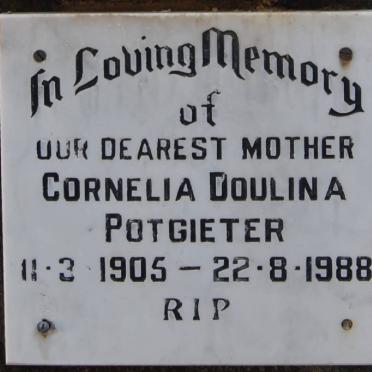 In Loving Memory
of
OUR DEAREST MOTHER
CORNELIA DOULINA
POTGIETER
11·3·1905 — 22·8·1988
RIP